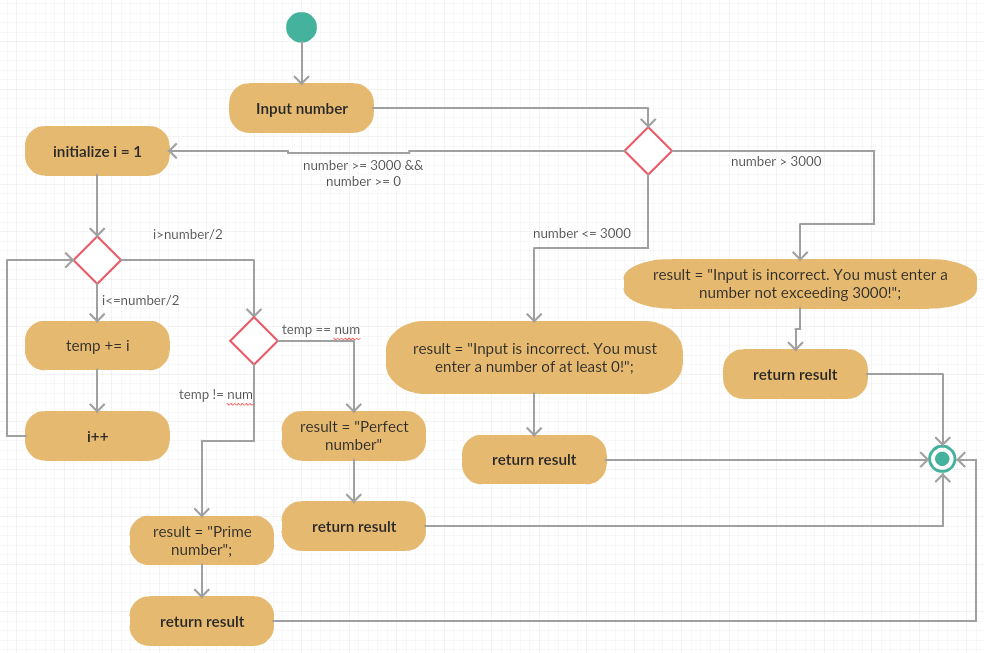 Input number
initialize i = 1
number >= 3000 &&
number >= 0
number > 3000
i>number/2
number <= 3000
result = "Input is incorrect. You must enter a
number not exceeding 3000!";
i<=number/2
temp += i
temp == num
result = "Input is incorrect. You must
enter a number of at least 0!";
return result
temp != num
result = "Perfect
number"
i++
return result
return result
result = "Prime
number";
return result